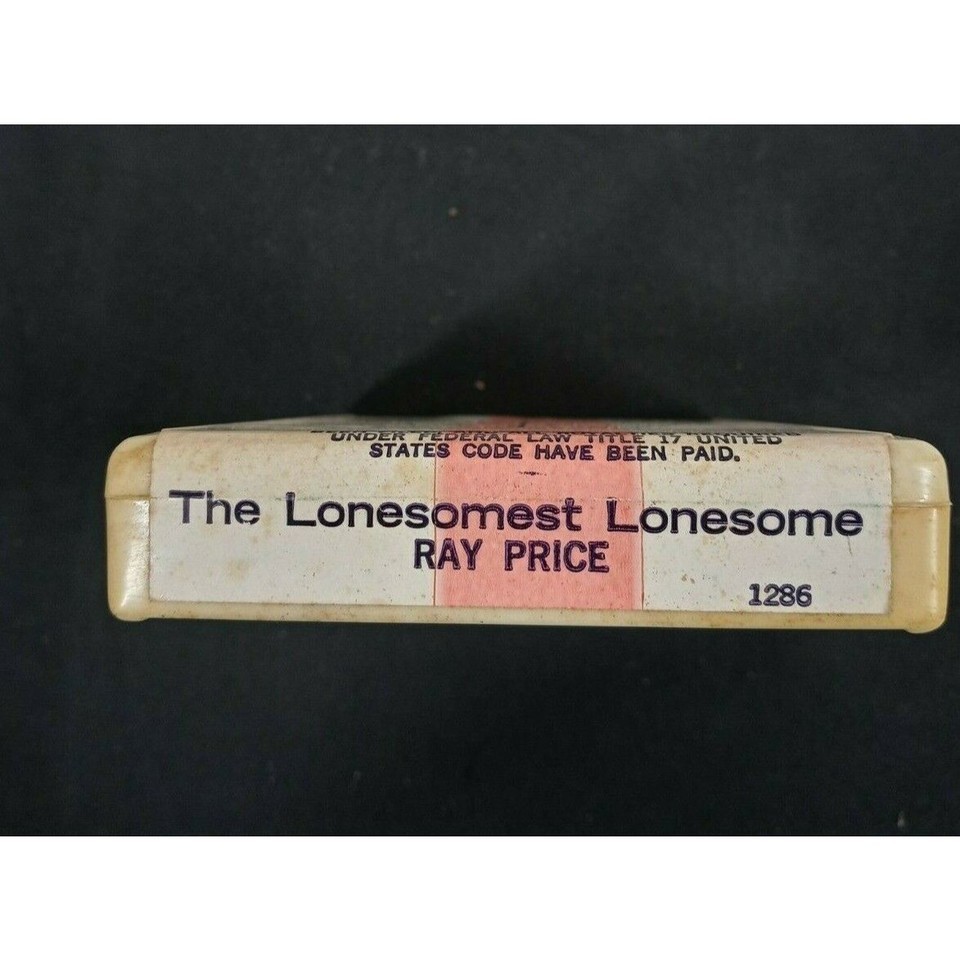 UNDER FEDERAL LAW TITLE 17 UNITED
STATES CODE HAVE BEEN PAID.
The Lonesomest Lonesome
RAY PRICE
1286